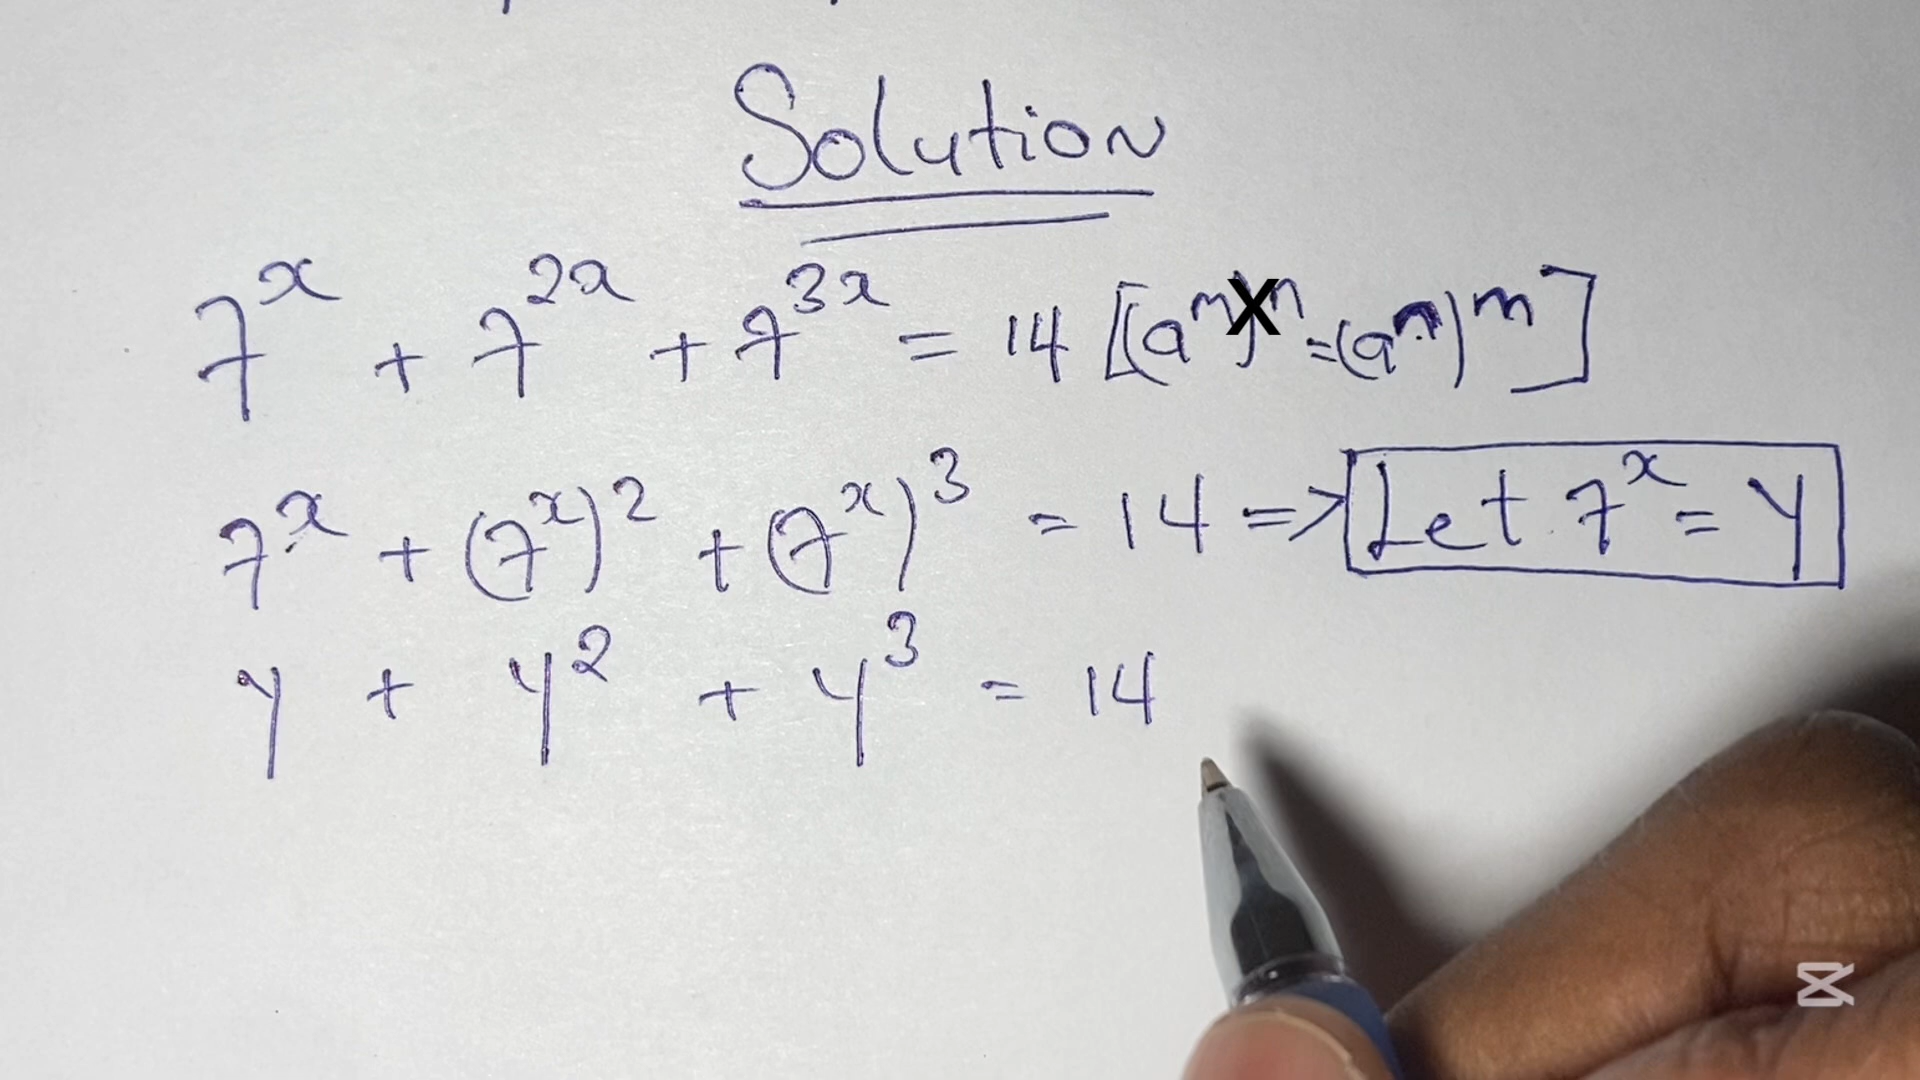 Solution
7^x + 7^{2x} + 7^{3x} = 14 [(a^m)^n = (a^n)^m]
7^x + (7^x)^2 + (7^x)^3 = 14 => Let 7^x = y
y + y^2 + y^3 = 14